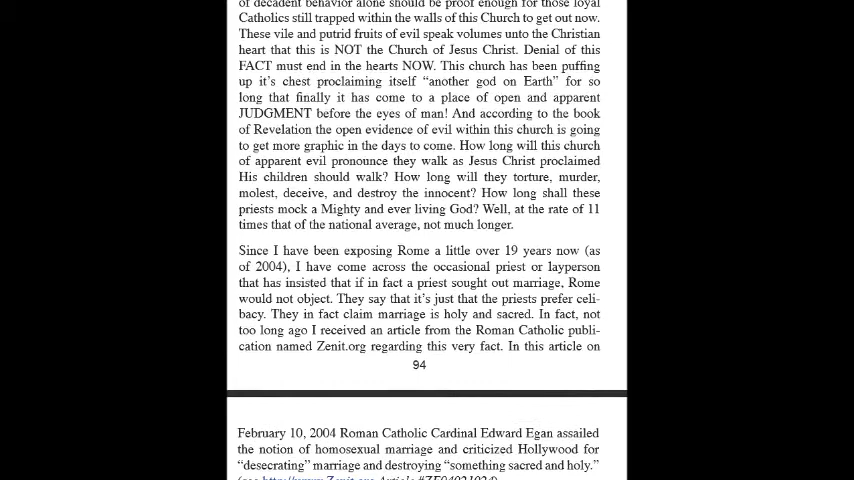 of decadent behavior alone should be proof enough for those loyal
Catholics still trapped within the walls of this Church to get out now.
These vile and putrid fruits of evil speak volumes unto the Christian
heart that this is NOT the Church of Jesus Christ. Denial of this
FACT must end in the hearts NOW. This church has been puffing
up it's chest proclaiming itself “another god on Earth” for so
long that finally it has come to a place of open and apparent
JUDGMENT before the eyes of man! And according to the book
of Revelation the open evidence of evil within this church is going
to get more graphic in the days to come. How long will this church
of apparent evil pronounce they walk as Jesus Christ proclaimed
His children should walk? How long will they torture, murder,
molest, deceive, and destroy the innocent? How long shall these
priests mock a Mighty and ever living God? Well, at the rate of 11
times that of the national average, not much longer.
Since I have been exposing Rome a little over 19 years now (as
of 2004), I have come across the occasional priest or layperson
that has insisted that if in fact a priest sought out marriage, Rome
would not object. They say that it's just that the priests prefer celi-
bacy. They in fact claim marriage is holy and sacred. In fact, not
too long ago I received an article from the Roman Catholic publi-
cation named Zenit.org regarding this very fact. In this article on
94
February 10, 2004 Roman Catholic Cardinal Edward Egan assailed
the notion of homosexual marriage and criticized Hollywood for
“desecrating” marriage and destroying “something sacred and holy.”
(see http://www.Zenit.org Article #ZE04021024)